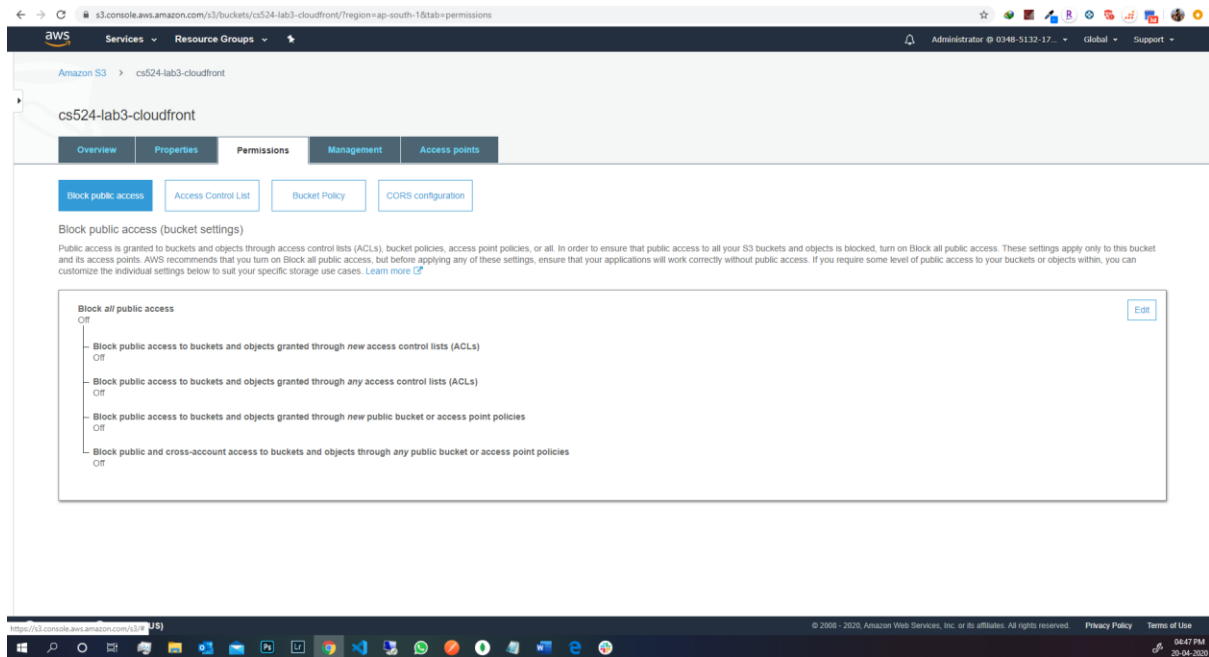 s3.console.aws.amazon.com/s3/buckets/cs524-lab3-cloudfront/?region=ap-south-1&tab=permissions
aws Services Resource Groups Administrator @ 0348-5132-17... Global Support
Amazon S3 > cs524-lab3-cloudfront
cs524-lab3-cloudfront
Overview Properties Permissions Management Access points
Block public access Access Control List Bucket Policy CORS configuration
Block public access (bucket settings)
Public access is granted to buckets and objects through access control lists (ACLs), bucket policies, access point policies, or all. In order to ensure that public access to all your S3 buckets and objects is blocked, turn on Block all public access. These settings apply only to this bucket
and its access points. AWS recommends that you turn on Block all public access, but before applying any of these settings, ensure that your applications will work correctly without public access. If you require some level of public access to your buckets or objects within, you can
customize the individual settings below to suit your specific storage use cases. Learn more
Block all public access
Edit
Off
Block public access to buckets and objects granted through new access control lists (ACLs)
Off
Block public access to buckets and objects granted through any access control lists (ACLs)
Off
Block public access to buckets and objects granted through new public bucket or access point policies
Off
Block public and cross-account access to buckets and objects through any public bucket or access point policies
Off
https://s3.console.aws.amazon.com/s3/# US) © 2008 - 2020, Amazon Web Services, Inc. or its affiliates. All rights reserved. Privacy Policy Terms of Use
Ps Lr
04:47 PM
20-04-2020